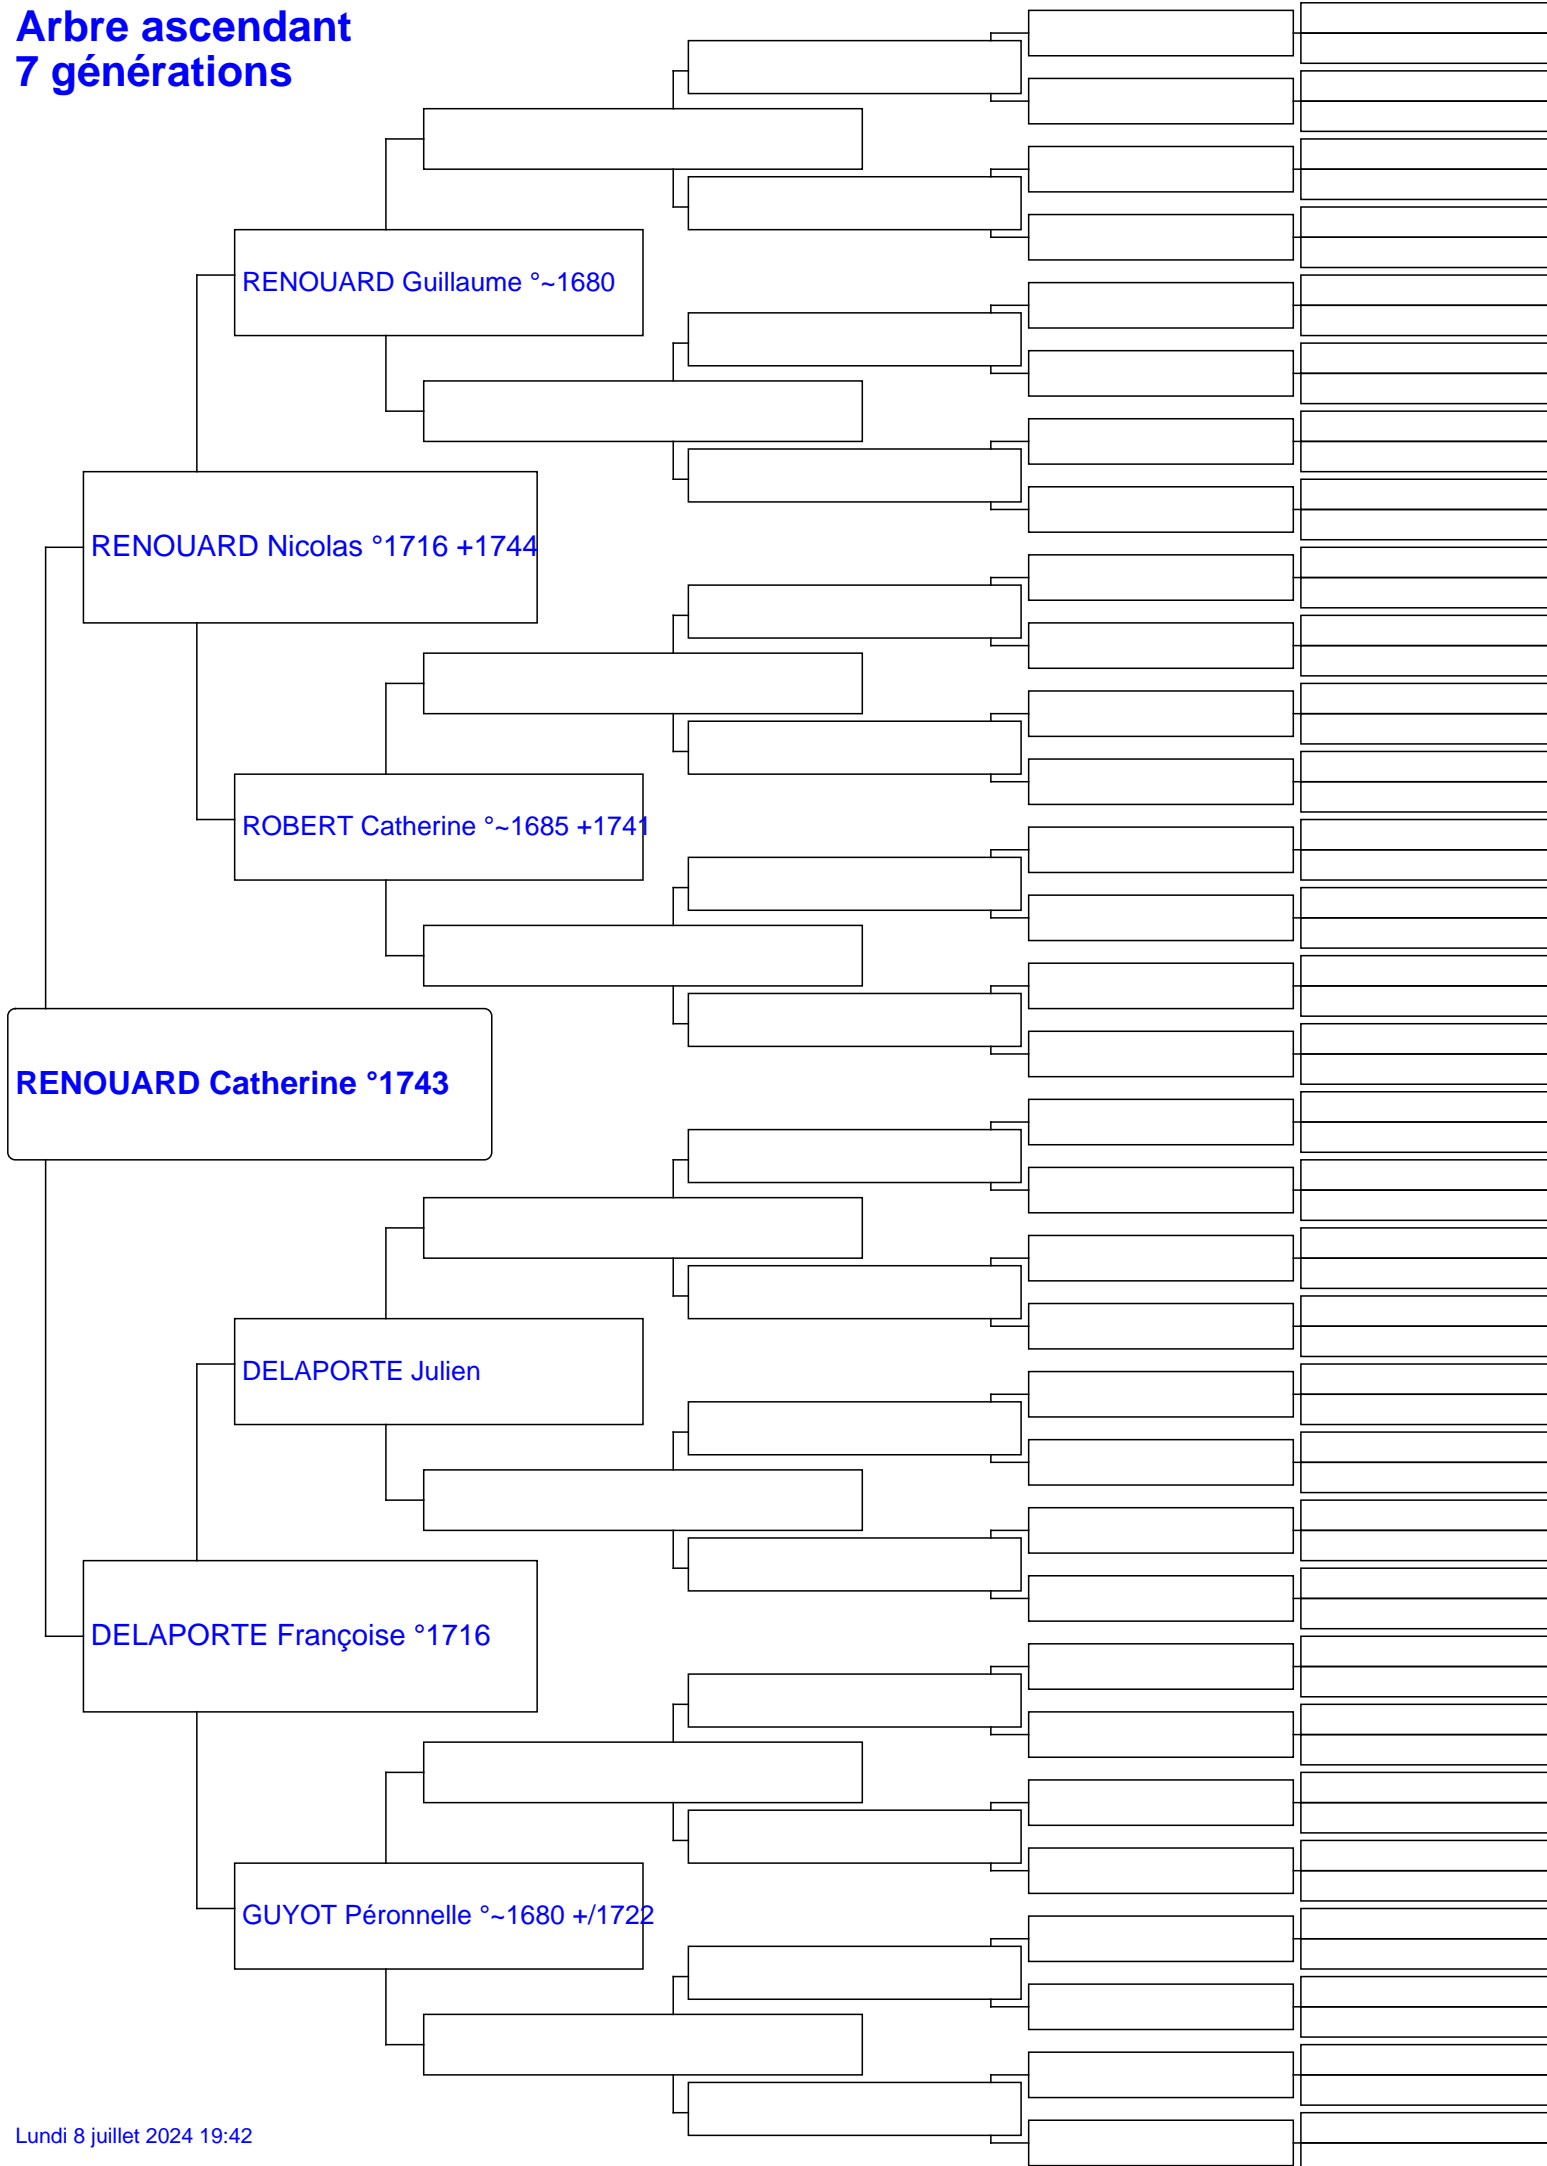 Arbre ascendant
7 générations
RENOUARD Guillaume °~1680
RENOUARD Nicolas °1716 +1744
ROBERT Catherine °~1685 +1741
RENOUARD Catherine °1743
DELAPORTE Julien
DELAPORTE Françoise °1716
GUYOT Péronnelle °~1680 +/1722
Lundi 8 juillet 2024 19:42